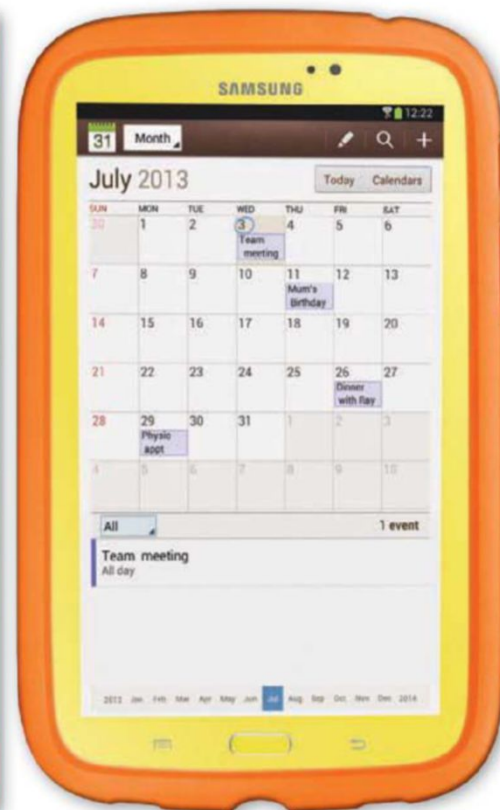 SAMSUNG
12:22
31 Month
July 2013 Today Calendars
SUN MON TUE WED THU FRI SAT
30 1 2 3 4 5 6
Team
meeting
7 8 9 10 11 12 13
Mum's
Birthday
14 15 16 17 18 19 20
21 22 23 24 25 26 27
Dinner
with Ray
28 29 30 31 1 2 3
Physio
appt
4 5 6 7 8 9 10
All 1 event
Team meeting
All day
2013 Jan Feb Mar Apr May Jun Jul Aug Sep Oct Nov Dec 2014